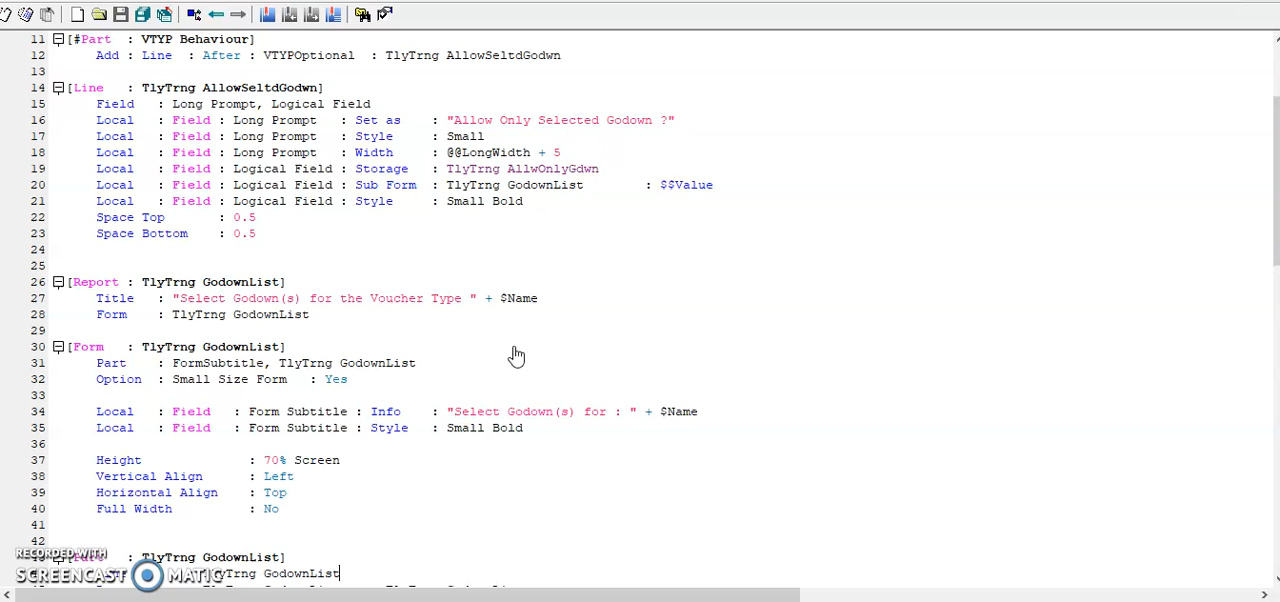 11 [#Part : VTYP Behaviour]
12 Add : Line : After : VTYPOptional : TlyTrng AllowSeltdGodwn
13
14 [Line : TlyTrng AllowSeltdGodwn]
15 Field : Long Prompt, Logical Field
16 Local : Field : Long Prompt : Set as : "Allow Only Selected Godown ?"
17 Local : Field : Long Prompt : Style : Small
18 Local : Field : Long Prompt : Width : @@LongWidth + 5
19 Local : Field : Logical Field : Storage : TlyTrng AllwOnlyGdwn
20 Local : Field : Logical Field : Sub Form : TlyTrng GodownList : $$Value
21 Local : Field : Logical Field : Style : Small Bold
22 Space Top : 0.5
23 Space Bottom : 0.5
24
25
26 [Report : TlyTrng GodownList]
27 Title : "Select Godown(s) for the Voucher Type " + $Name
28 Form : TlyTrng GodownList
29
30 [Form : TlyTrng GodownList]
31 Part : FormSubtitle, TlyTrng GodownList
32 Option : Small Size Form : Yes
33
34 Local : Field : Form Subtitle : Info : "Select Godown(s) for : " + $Name
35 Local : Field : Form Subtitle : Style : Small Bold
36
37 Height : 70% Screen
38 Vertical Align : Left
39 Horizontal Align : Top
40 Full Width : No
41
42
: TlyTrng GodownList]
GodownList
RECORDED WITH
SCREENCAST MATIC